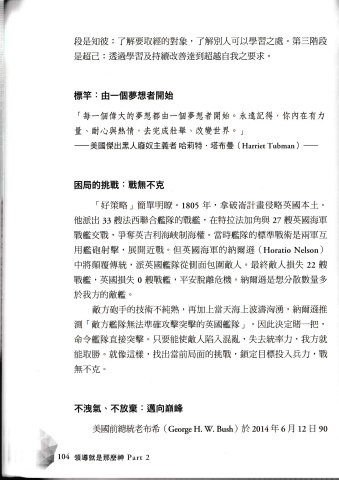 段是知彼：了解要取經的對象，了解別人可以學習之處。第三階段
是超己：透過學習及持續改善達到超越自我之要求。
標竿：由一個夢想者開始
「每一個偉大的夢想都由一個夢想者開始。永遠記得，你內在有力
量、耐心與熱情，去完成壯舉、改變世界。」
——美國傑出黑人廢奴主義者 哈莉特．塔布曼（Harriet Tubman）——
困局的挑戰：戰無不克
「好策略」簡單明瞭。1805 年，拿破崙計畫侵略英國本土。
他派出 33 艘法西聯合艦隊的戰艦，在特拉法加角與 27 艘英國海軍
戰艦交戰，爭奪英吉利海峽制海權。當時艦隊的標準戰術是兩軍互
用艦砲射擊，展開近戰。但英國海軍的納爾遜（Horatio Nelson）
中將顛覆傳統，派英國艦隊從側面包圍敵人。最終敵人損失 22 艘
戰艦，英國損失 0 艘戰艦，平安脫離危機。納爾遜是想分散數量多
於我方的敵艦。
敵方砲手的技術不純熟，再加上當天海上波濤洶湧，納爾遜推
測「敵方艦隊無法準確攻擊突擊的英國艦隊」，因此決定賭一把，
命令艦隊直接突擊。只要能使敵人陷入混亂，失去統率力，我方就
能取勝。就像這樣，找出當前局面的挑戰，鎖定目標投入兵力，戰
無不克。
不洩氣、不放棄：邁向巔峰
美國前總統老布希（George H. W. Bush）於 2014 年 6 月 12 日 90
104 領導就是那麼神 Part 2